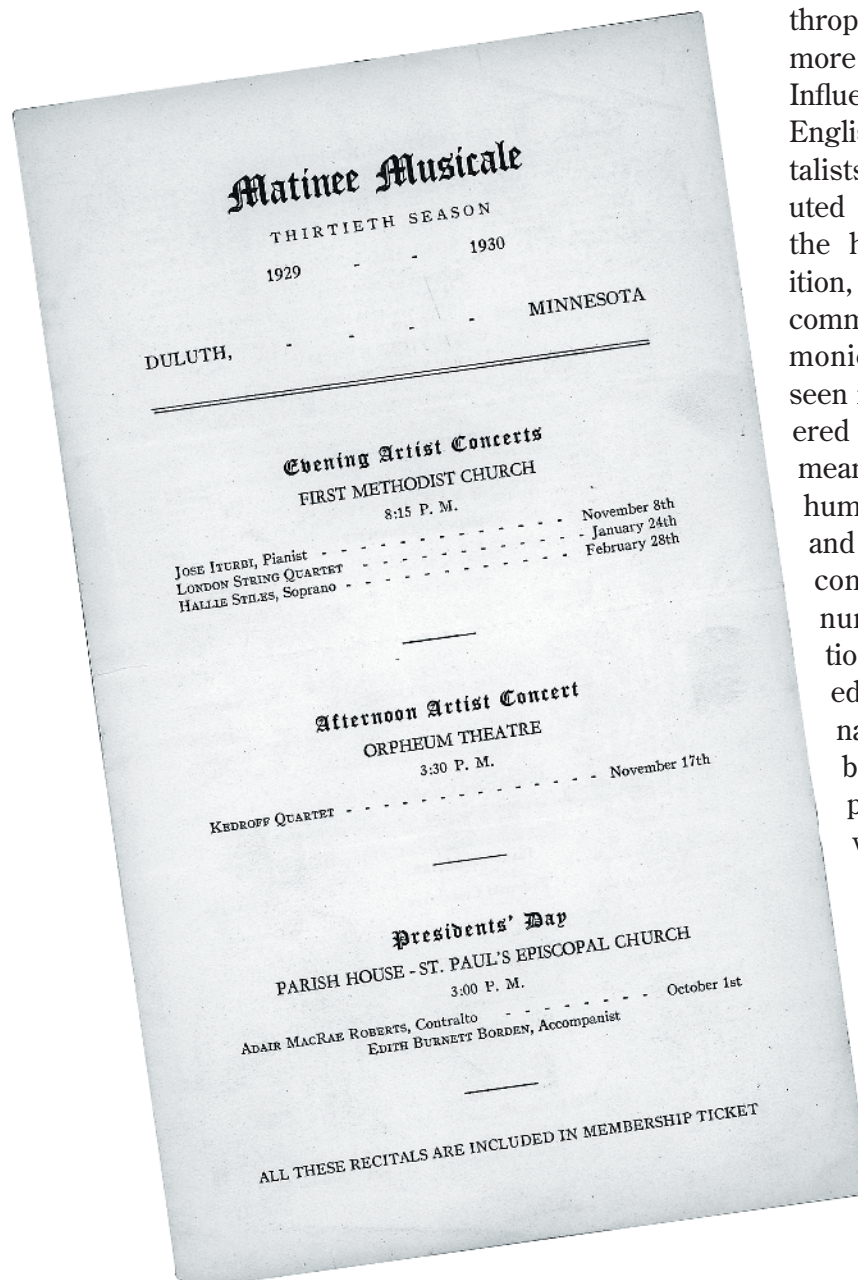 Matinee Musicale
THIRTIETH SEASON
1929 - - 1930
DULUTH, - - - - MINNESOTA
Evening Artist Concerts
FIRST METHODIST CHURCH
8:15 P. M.
JOSE ITURBI, Pianist - - - - - - - - - - - - November 8th
LONDON STRING QUARTET - - - - - - - - - - - January 24th
HALLIE STILES, Soprano - - - - - - - - - - - February 28th
Afternoon Artist Concert
ORPHEUM THEATRE
3:30 P. M.
KEDROFF QUARTET - - - - - - - - - - - - - - November 17th
Presidents' Day
PARISH HOUSE - ST. PAUL'S EPISCOPAL CHURCH
3:00 P. M.
ADAIR MACRAE ROBERTS, Contralto - - - - - - - - October 1st
EDITH BURNETT BORDEN, Accompanist
ALL THESE RECITALS ARE INCLUDED IN MEMBERSHIP TICKET
throp
more
Influe
Englis
talists
uted
the h
ition,
comm
monic
seen
ered
mean
hum
and
con
nur
tio
ed
na
b
p